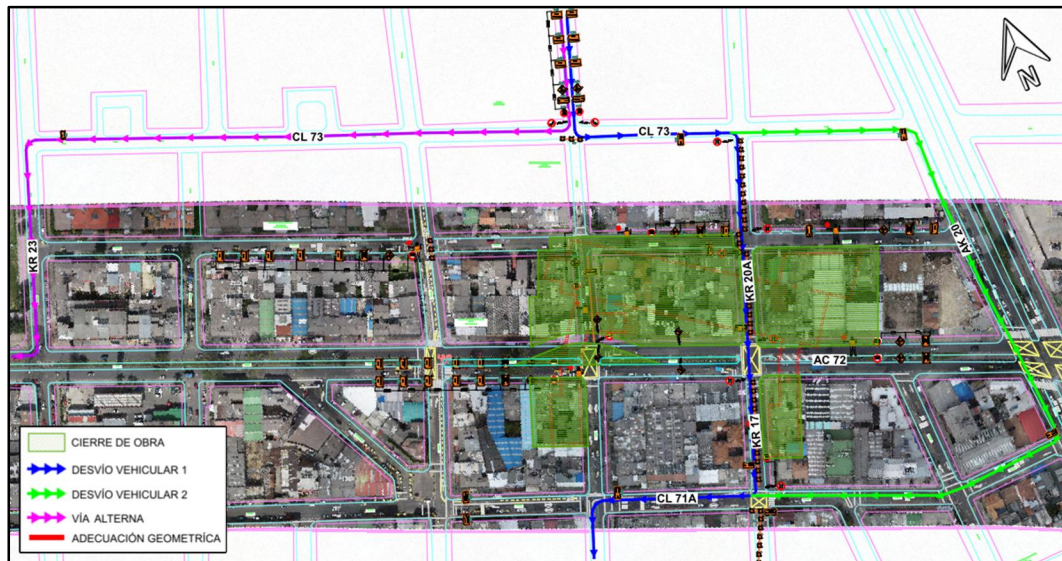 N
CL 73
CL 73
KR 23
KR 20A
AK 20
AC 72
KR 17
CL 71A
CIERRE DE OBRA
DESVÍO VEHICULAR 1
DESVÍO VEHICULAR 2
VÍA ALTERNA
ADECUACIÓN GEOMETRÍCA